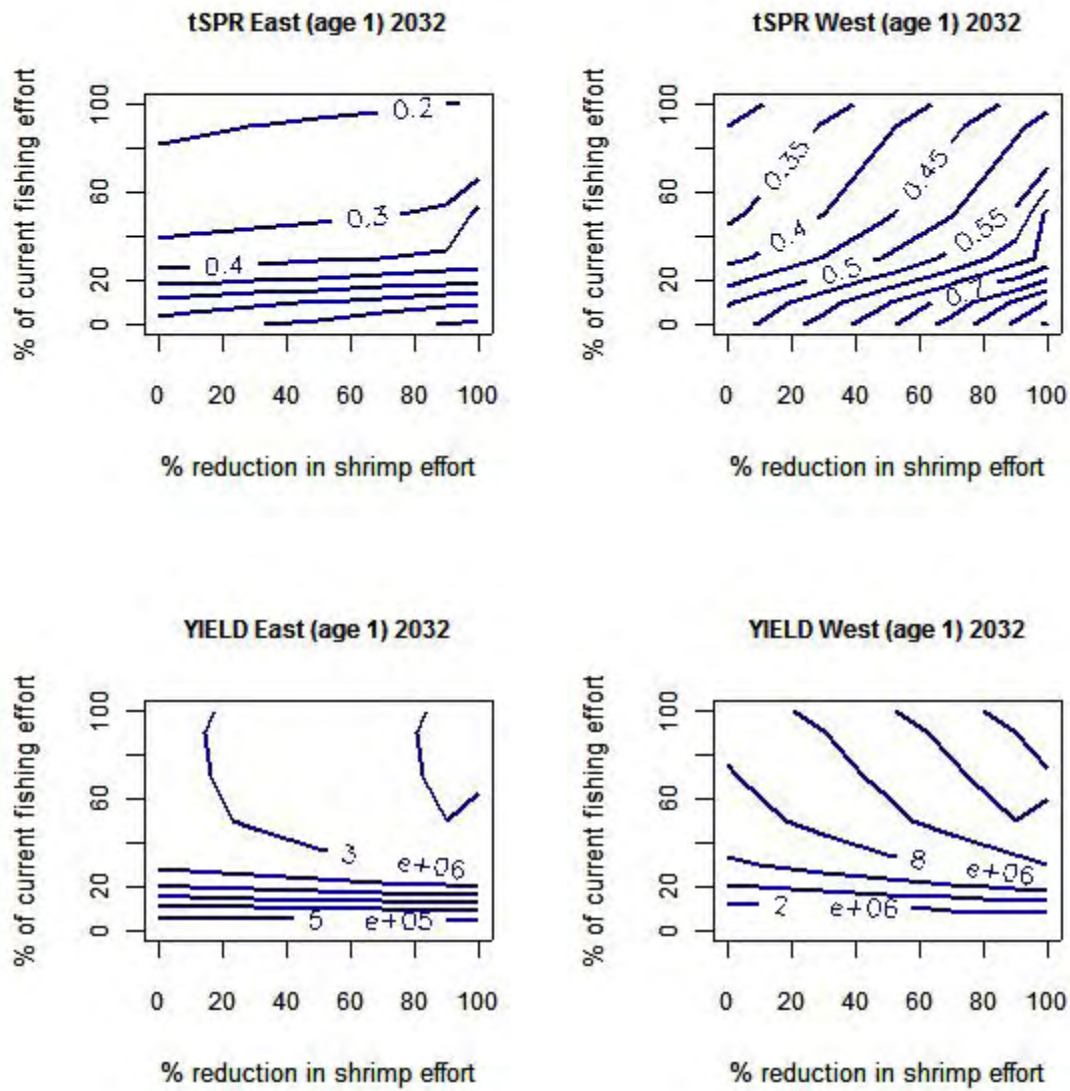 tSPR East (age 1) 2032
% of current fishing effort
100
60
20
0
0.2
0.3
0.4
0 20 40 60 80 100
% reduction in shrimp effort
tSPR West (age 1) 2032
% of current fishing effort
100
60
20
0
0.35
0.45
0.4
0.55
0.5
0.7
0 20 40 60 80 100
% reduction in shrimp effort
YIELD East (age 1) 2032
% of current fishing effort
100
60
20
0
3 e+06
5 e+05
0 20 40 60 80 100
% reduction in shrimp effort
YIELD West (age 1) 2032
% of current fishing effort
100
60
20
0
8 e+06
2 e+06
0 20 40 60 80 100
% reduction in shrimp effort